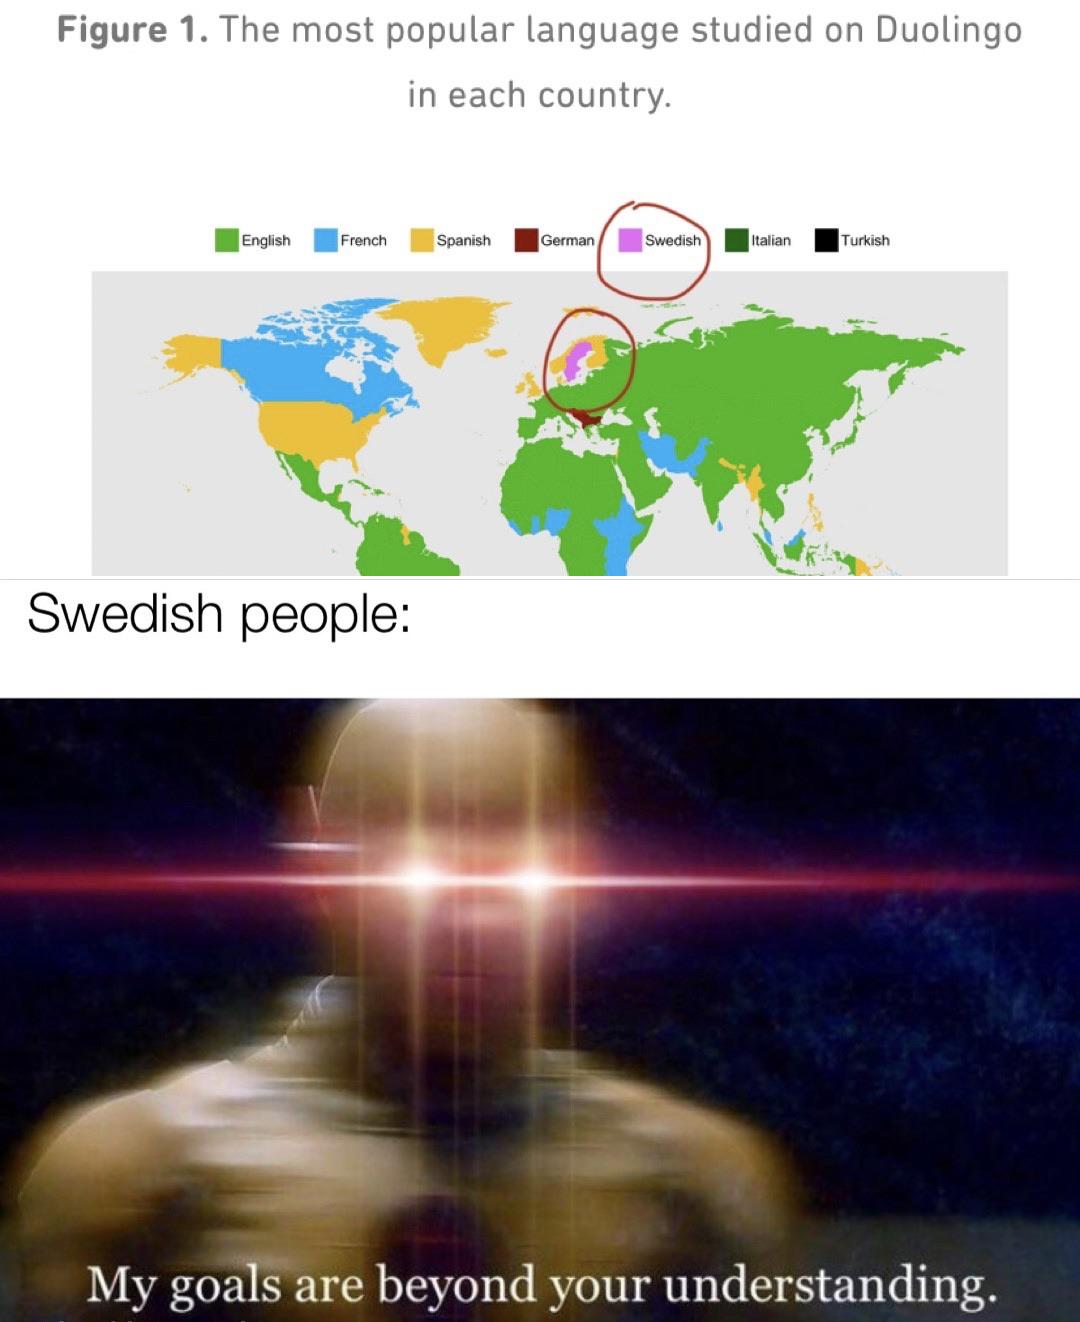 Figure 1. The most popular language studied on Duolingo
in each country.
English French Spanish German Swedish Italian Turkish
Swedish people:
My goals are beyond your understanding.